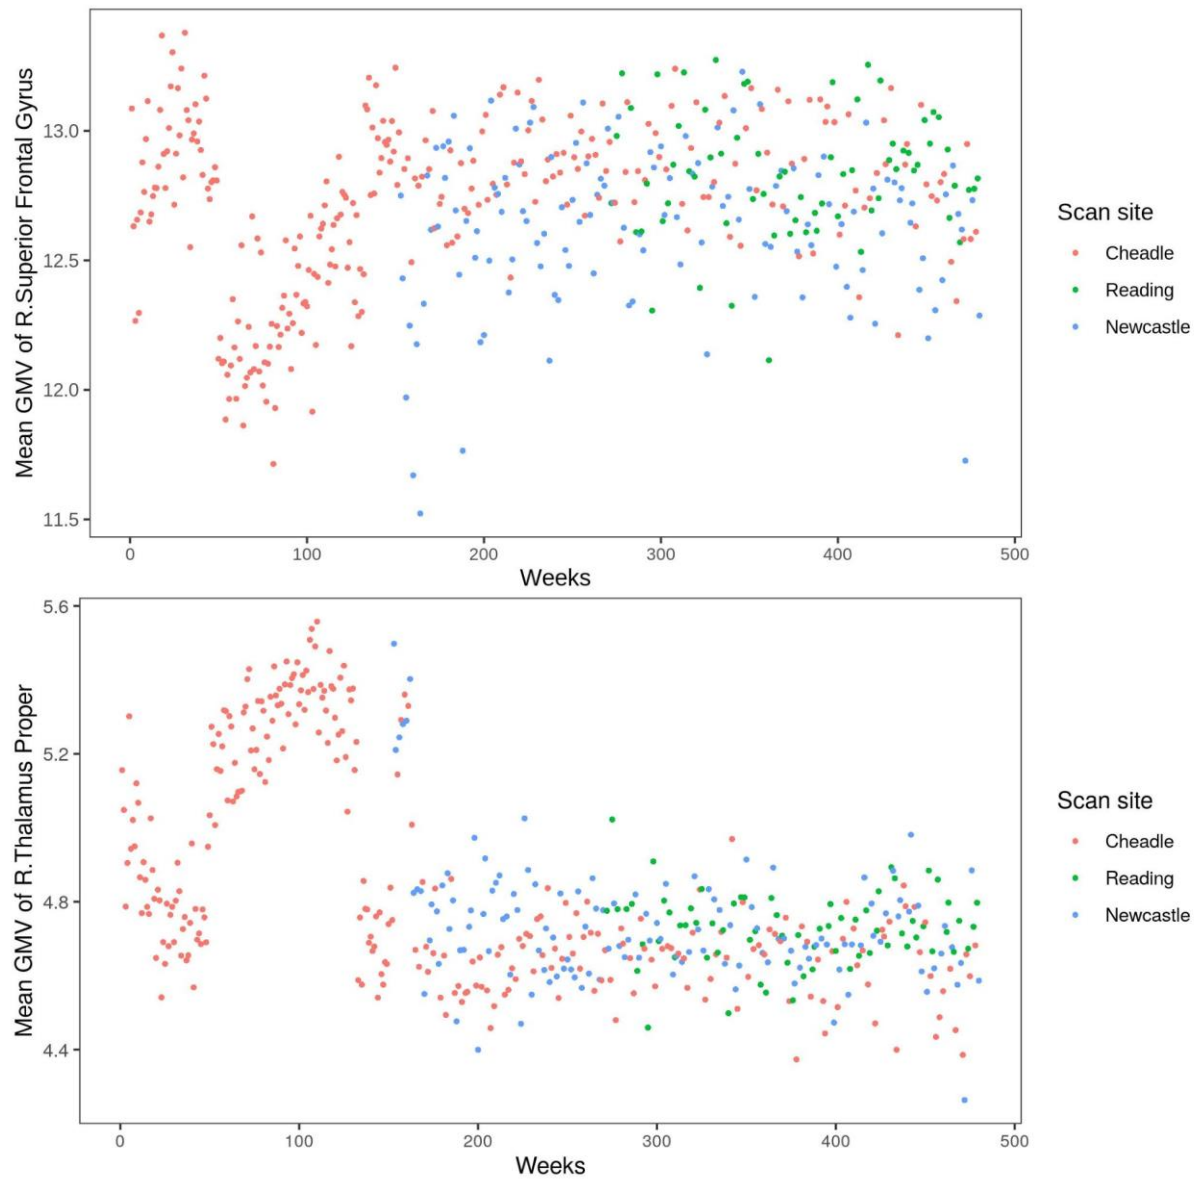 Mean GMV of R.Superior Frontal Gyrus
13.0
12.5
12.0
11.5
0 100 200 300 400 500
Weeks
Scan site
Cheadle
Reading
Newcastle
Mean GMV of R.Thalamus Proper
5.6
5.2
4.8
4.4
0 100 200 300 400 500
Weeks
Scan site
Cheadle
Reading
Newcastle